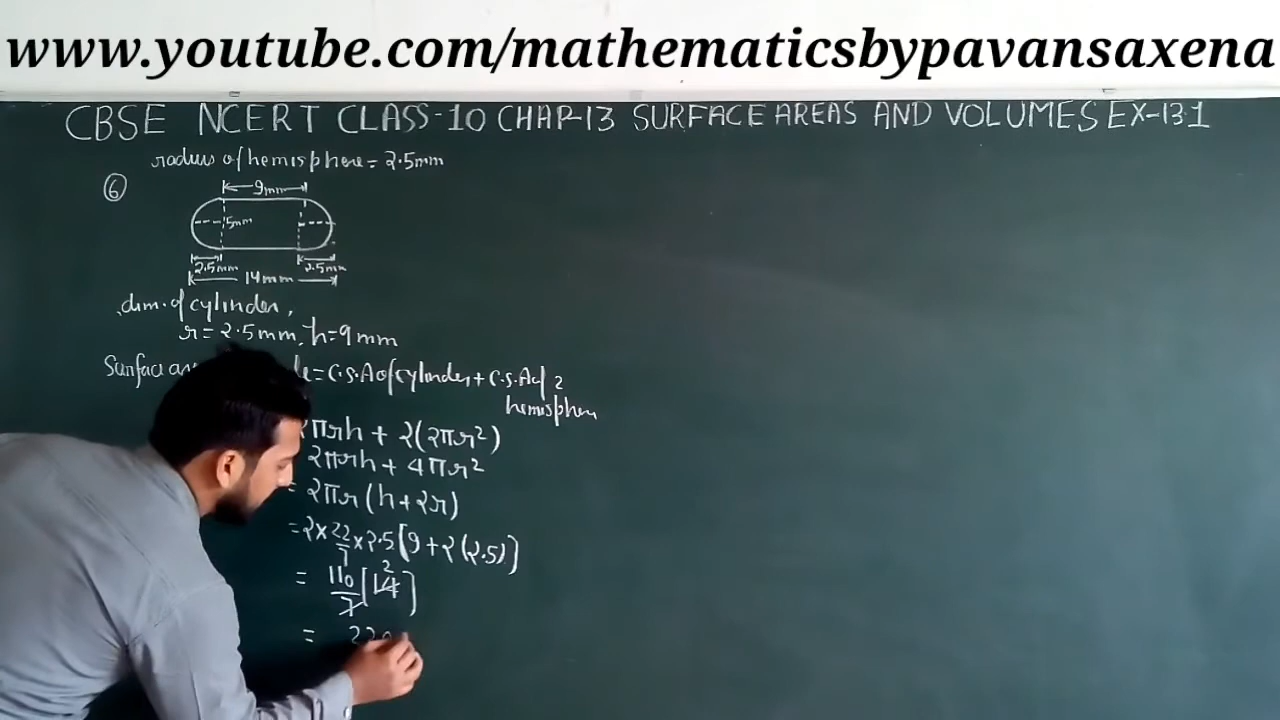 www.youtube.com/mathematicsbypavansaxena
CBSE NCERT CLASS-10 CHAP-13 SURFACE AREAS AND VOLUMES EX-13.1
radius of hemisphere = 2.5mm
6
9mm
5mm
2.5mm 2.5mm
14mm
dim. of cylinder,
r = 2.5mm, h=9mm
Surface = C.S.A of cylinder + C.S.A of 2
hemisphere
2πrh + 2(2πr²)
2πrh + 4πr²
= 2πr(h+2r)
= 2×22/7×2.5[9+2(2.5)]
= 110/7[14] 2
= 22